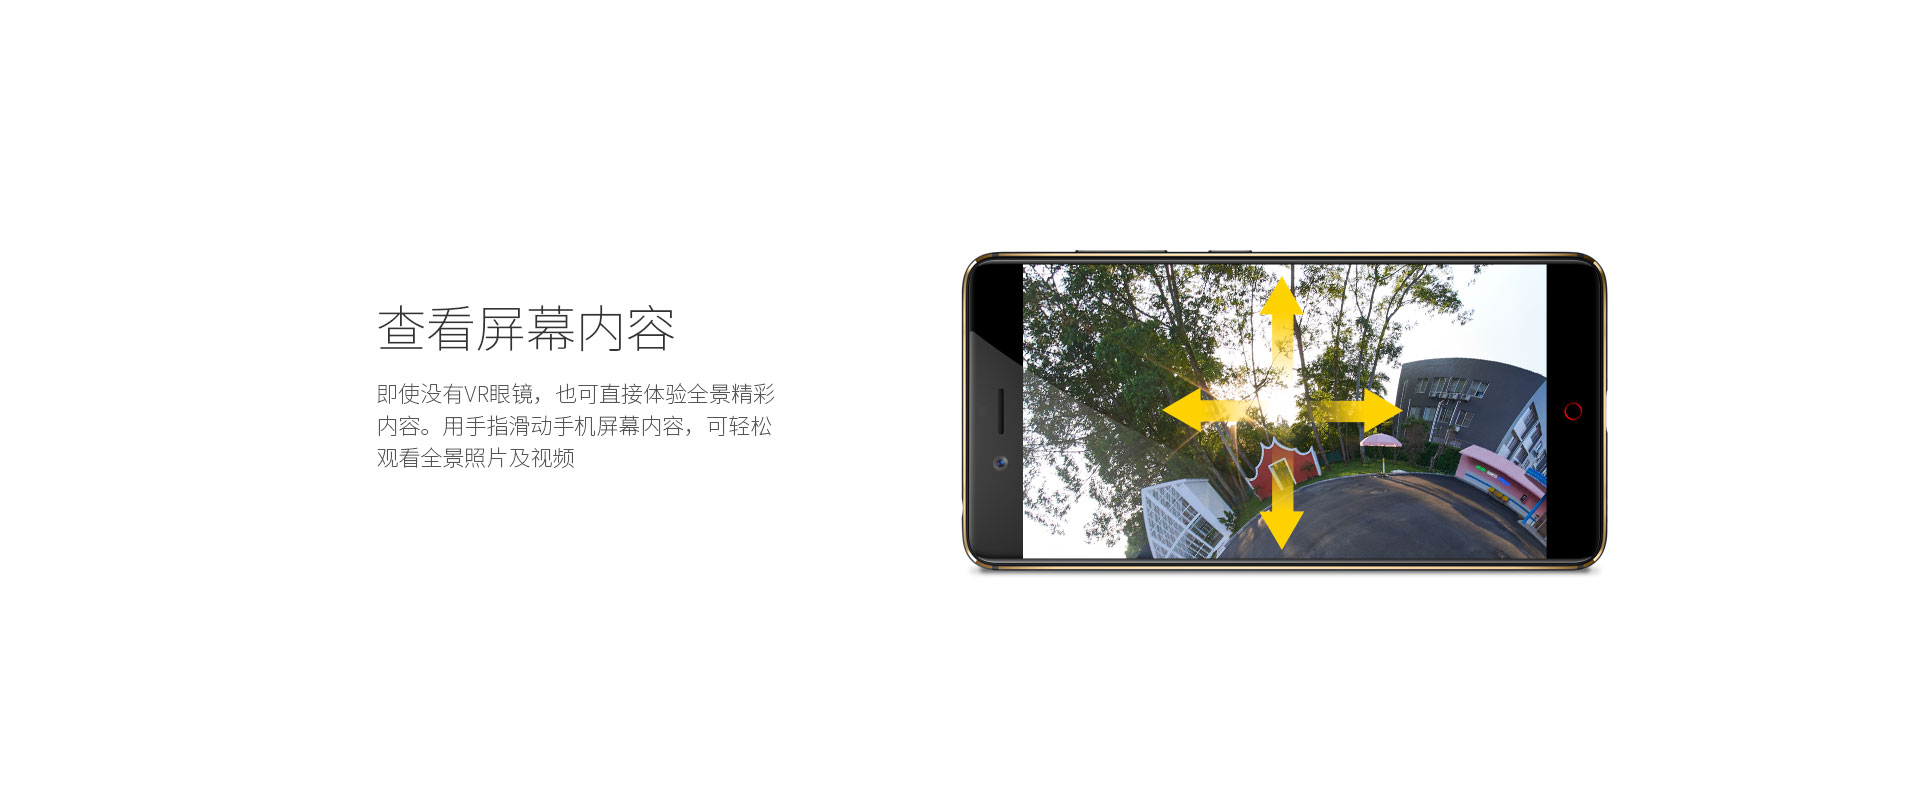 查看屏幕内容
即使没有VR眼镜，也可直接体验全景精彩
内容。用手指滑动手机屏幕内容，可轻松
观看全景照片及视频